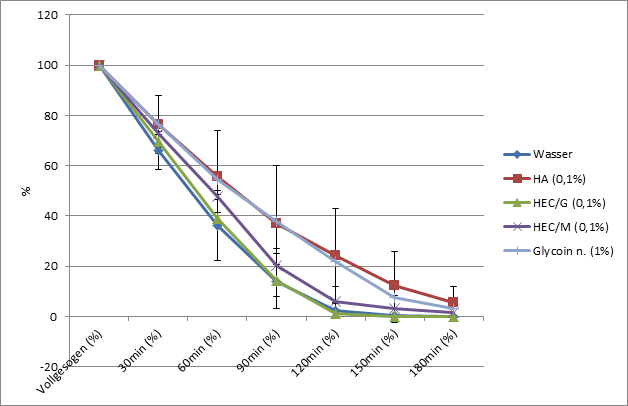 120
100
80
60
40
20
0
-20
%
Vollgesogen (%)
30min (%)
60min (%)
90min (%)
120min (%)
150min (%)
180min (%)
Wasser
HA (0,1%)
HEC/G (0,1%)
HEC/M (0,1%)
Glycoin n. (1%)